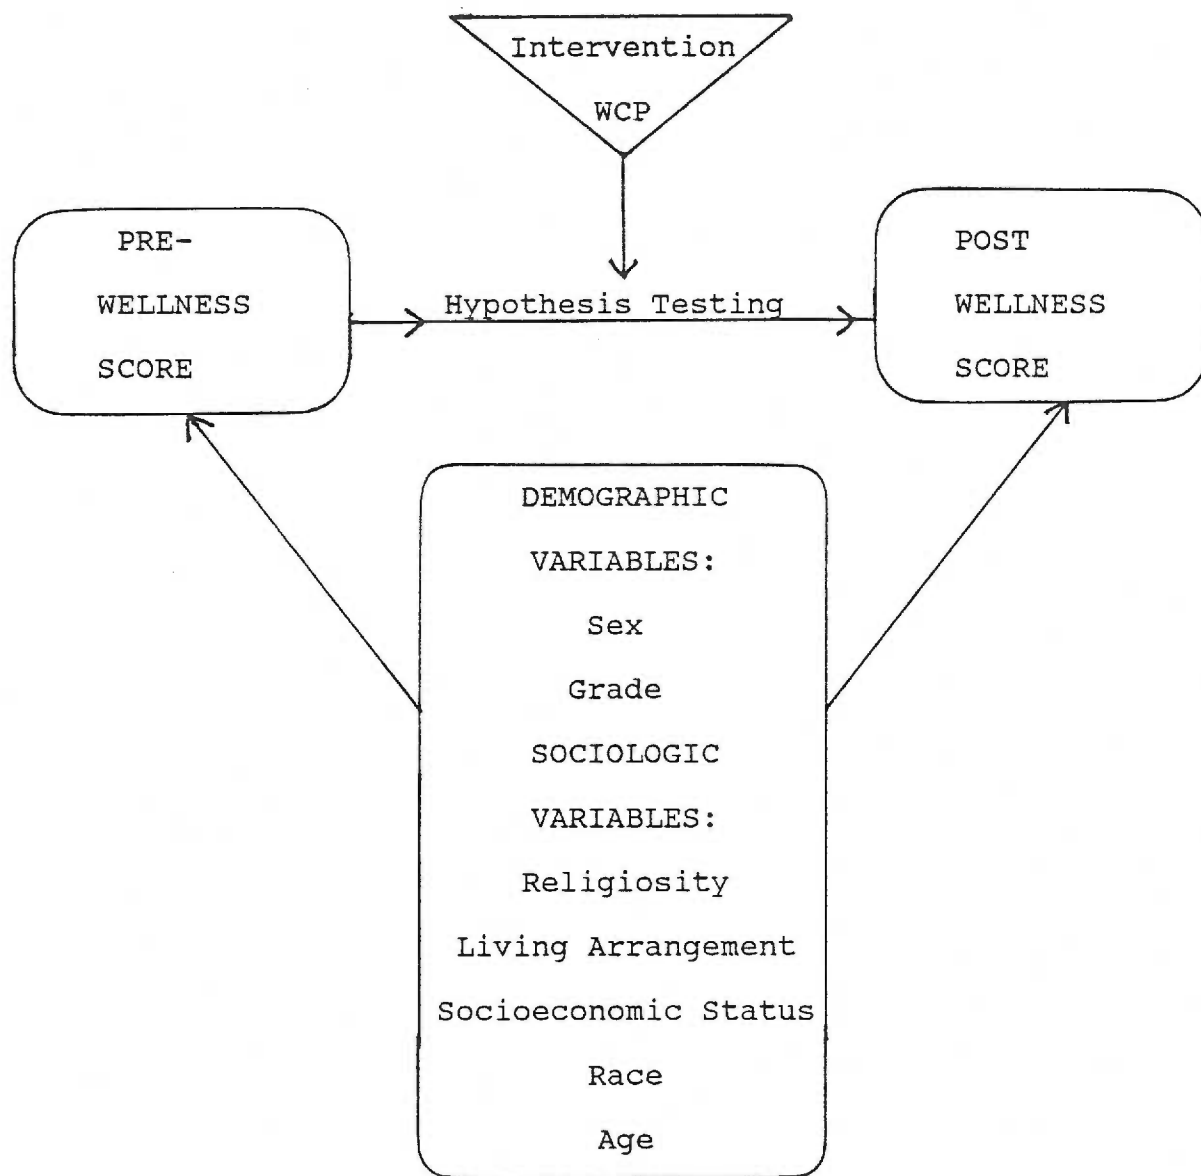 Intervention
WCP
PRE-
WELLNESS
SCORE
Hypothesis Testing
POST
WELLNESS
SCORE
DEMOGRAPHIC
VARIABLES:
Sex
Grade
SOCIOLOGIC
VARIABLES:
Religiosity
Living Arrangement
Socioeconomic Status
Race
Age